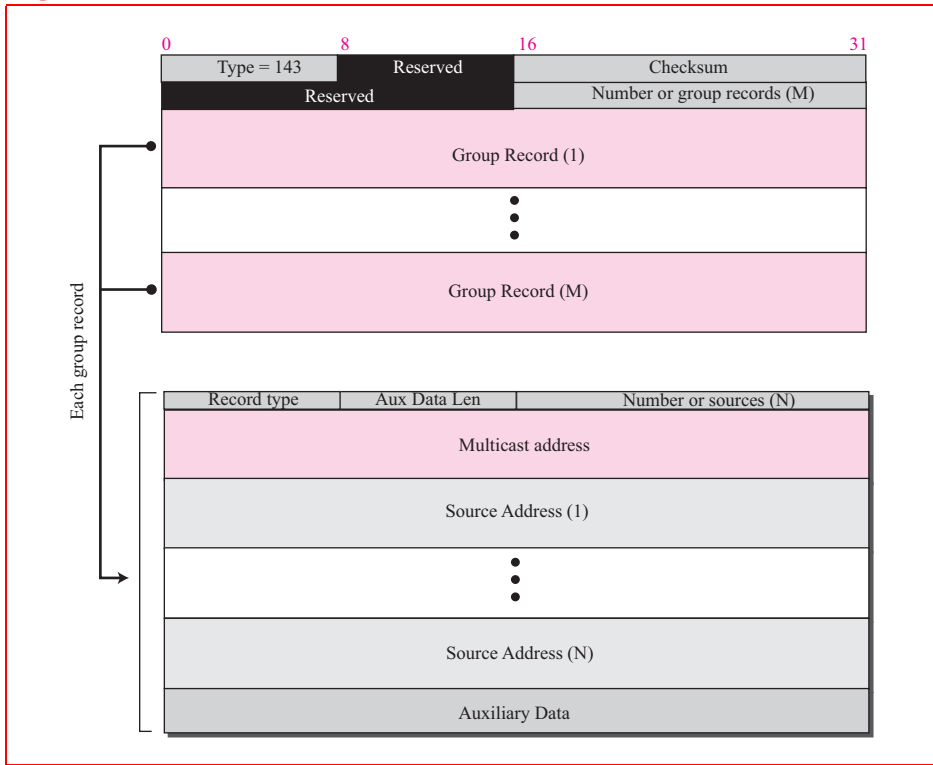 0 8 16 31
Type = 143 Reserved Checksum
Reserved Number or group records (M)
Group Record (1)
Group Record (M)
Each group record
Record type Aux Data Len Number or sources (N)
Multicast address
Source Address (1)
Source Address (N)
Auxiliary Data